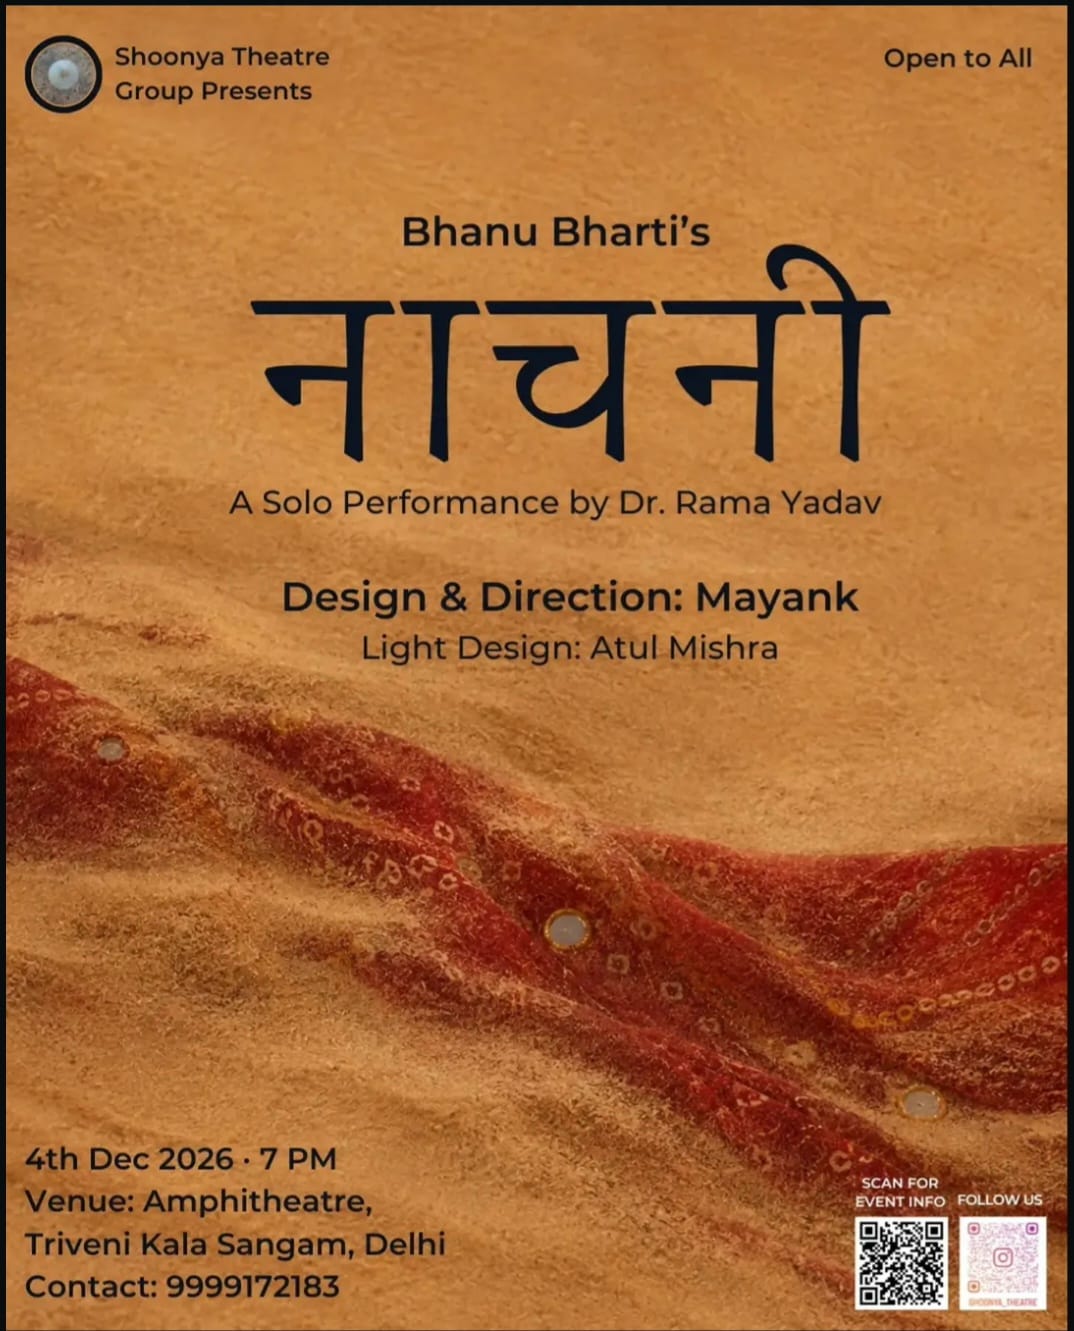 Shoonya Theatre
Group Presents
Open to All
Bhanu Bharti’s
नाचनी
A Solo Performance by Dr. Rama Yadav
Design & Direction: Mayank
Light Design: Atul Mishra
4th Dec 2026 · 7 PM
Venue: Amphitheatre,
Triveni Kala Sangam, Delhi
Contact: 9999172183
SCAN FOR
EVENT INFO
FOLLOW US
SHOONYA_THEATRE